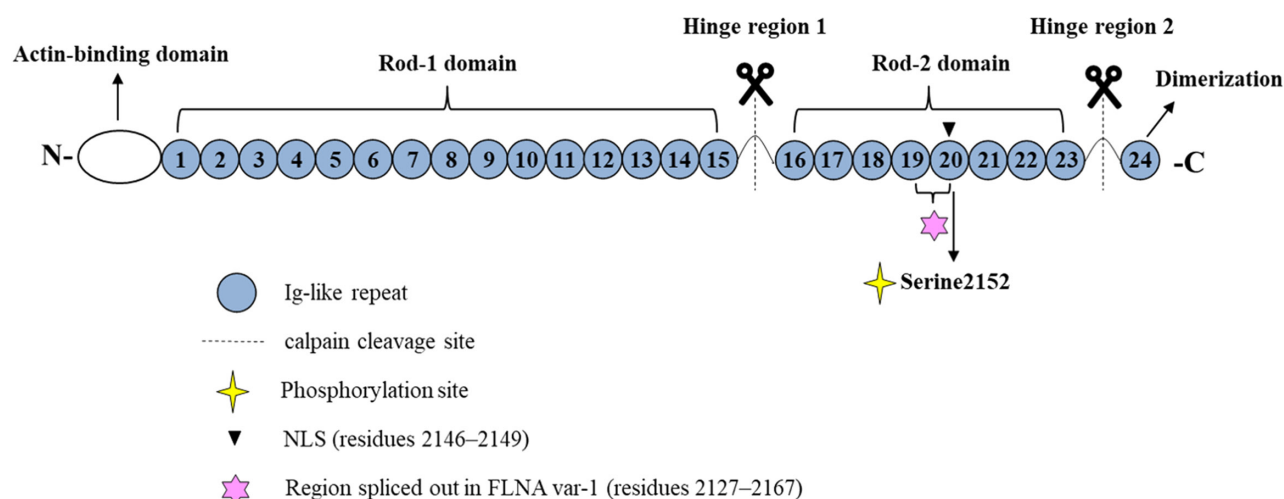 Hinge region 1
Hinge region 2
Actin-binding domain
Rod-1 domain
Rod-2 domain
Dimerization
N-
1 2 3 4 5 6 7 8 9 10 11 12 13 14 15 16 17 18 19 20 21 22 23 24
-C
Serine2152
Ig-like repeat
calpain cleavage site
Phosphorylation site
NLS (residues 2146–2149)
Region spliced out in FLNA var-1 (residues 2127–2167)